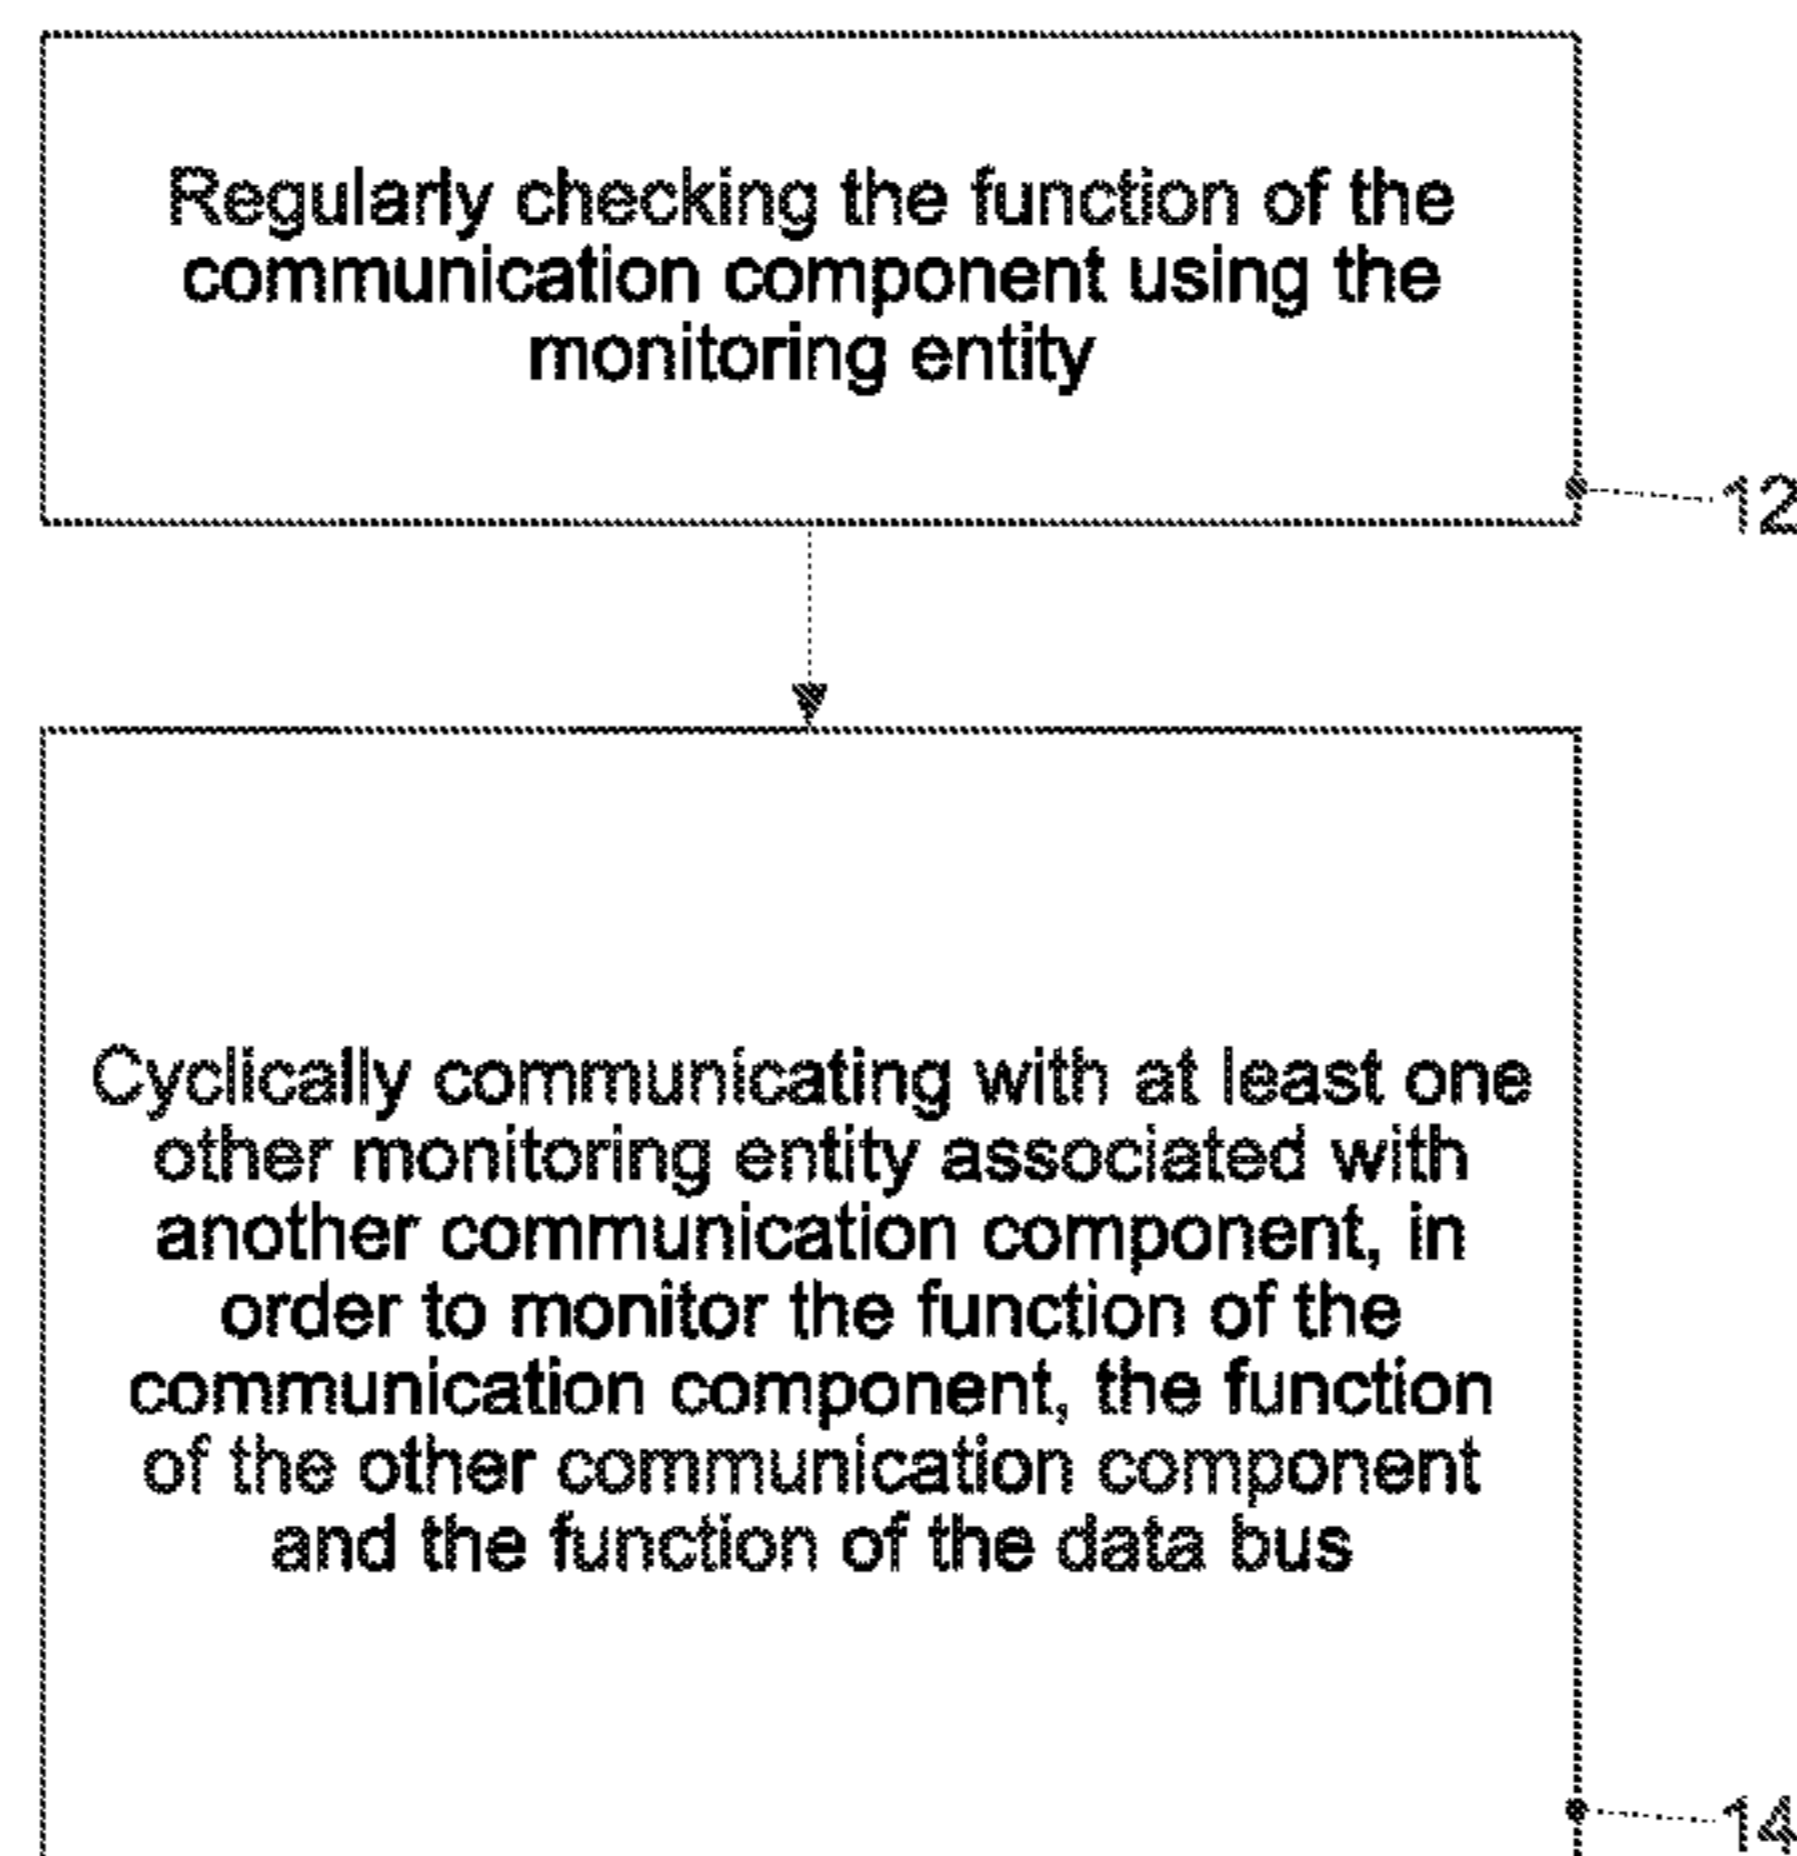 Regularly checking the function of the
communication component using the
monitoring entity
12
Cyclically communicating with at least one
other monitoring entity associated with
another communication component, in
order to monitor the function of the
communication component, the function
of the other communication component
and the function of the data bus
14